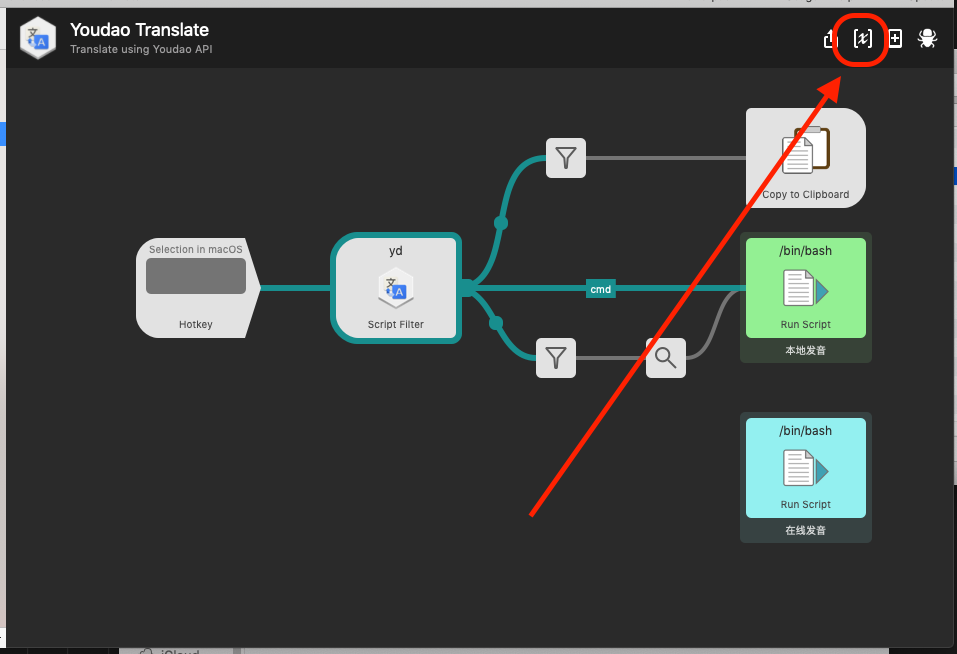 Youdao Translate
Translate using Youdao API
[x]
Copy to Clipboard
Selection in macOS
Hotkey
yd
Script Filter
cmd
/bin/bash
Run Script
本地发音
/bin/bash
Run Script
在线发音